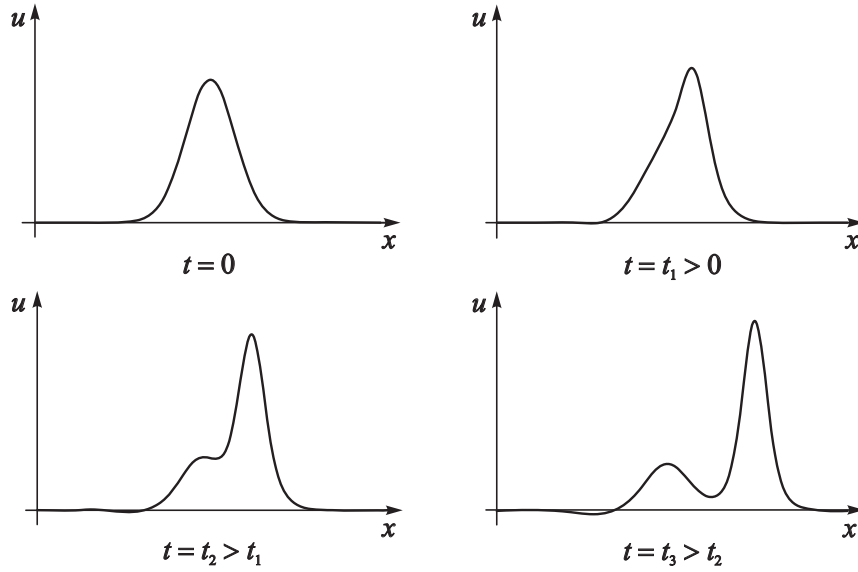 u
u
x
x
t = 0
t = t₁ > 0
u
u
x
x
t = t₂ > t₁
t = t₃ > t₂